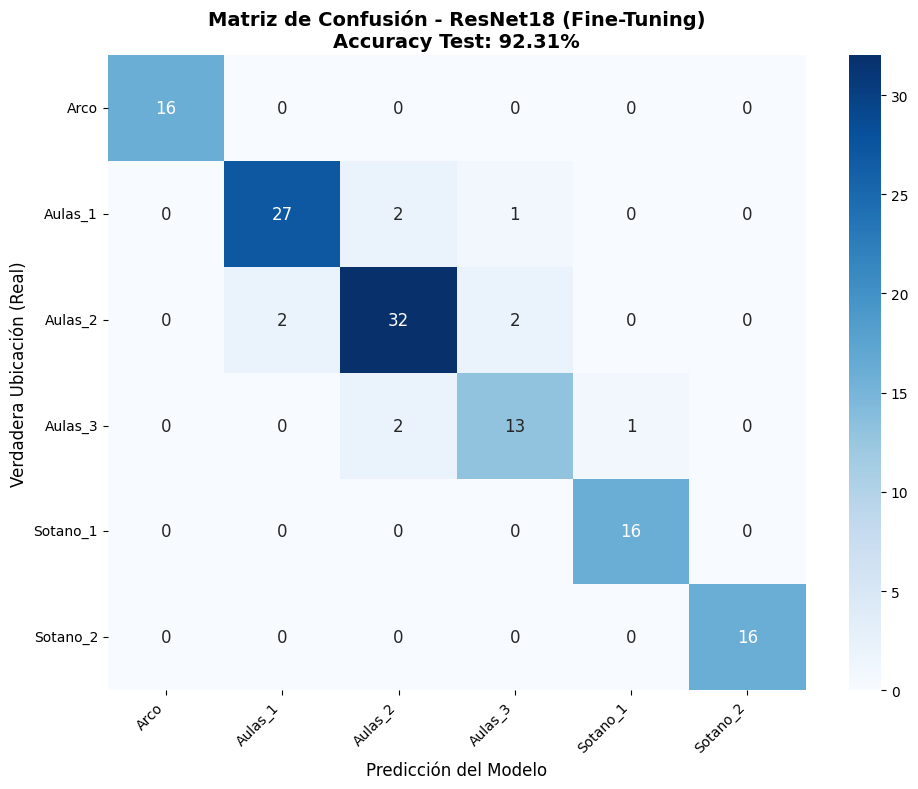 Matriz de Confusión - ResNet18 (Fine-Tuning)
Accuracy Test: 92.31%
Verdadera Ubicación (Real)
Arco 16 0 0 0 0 0
Aulas_1 0 27 2 1 0 0
Aulas_2 0 2 32 2 0 0
Aulas_3 0 0 2 13 1 0
Sotano_1 0 0 0 0 16 0
Sotano_2 0 0 0 0 0 16
Arco Aulas_1 Aulas_2 Aulas_3 Sotano_1 Sotano_2
Predicción del Modelo
30
25
20
15
10
5
0